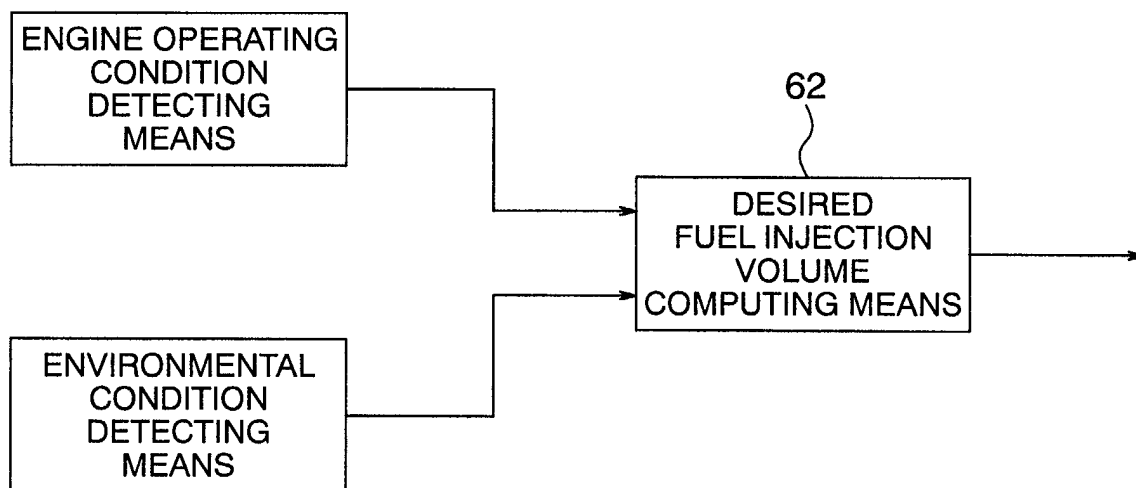 ENGINE OPERATING
CONDITION
DETECTING
MEANS
62
DESIRED
FUEL INJECTION
VOLUME
COMPUTING MEANS
ENVIRONMENTAL
CONDITION
DETECTING
MEANS